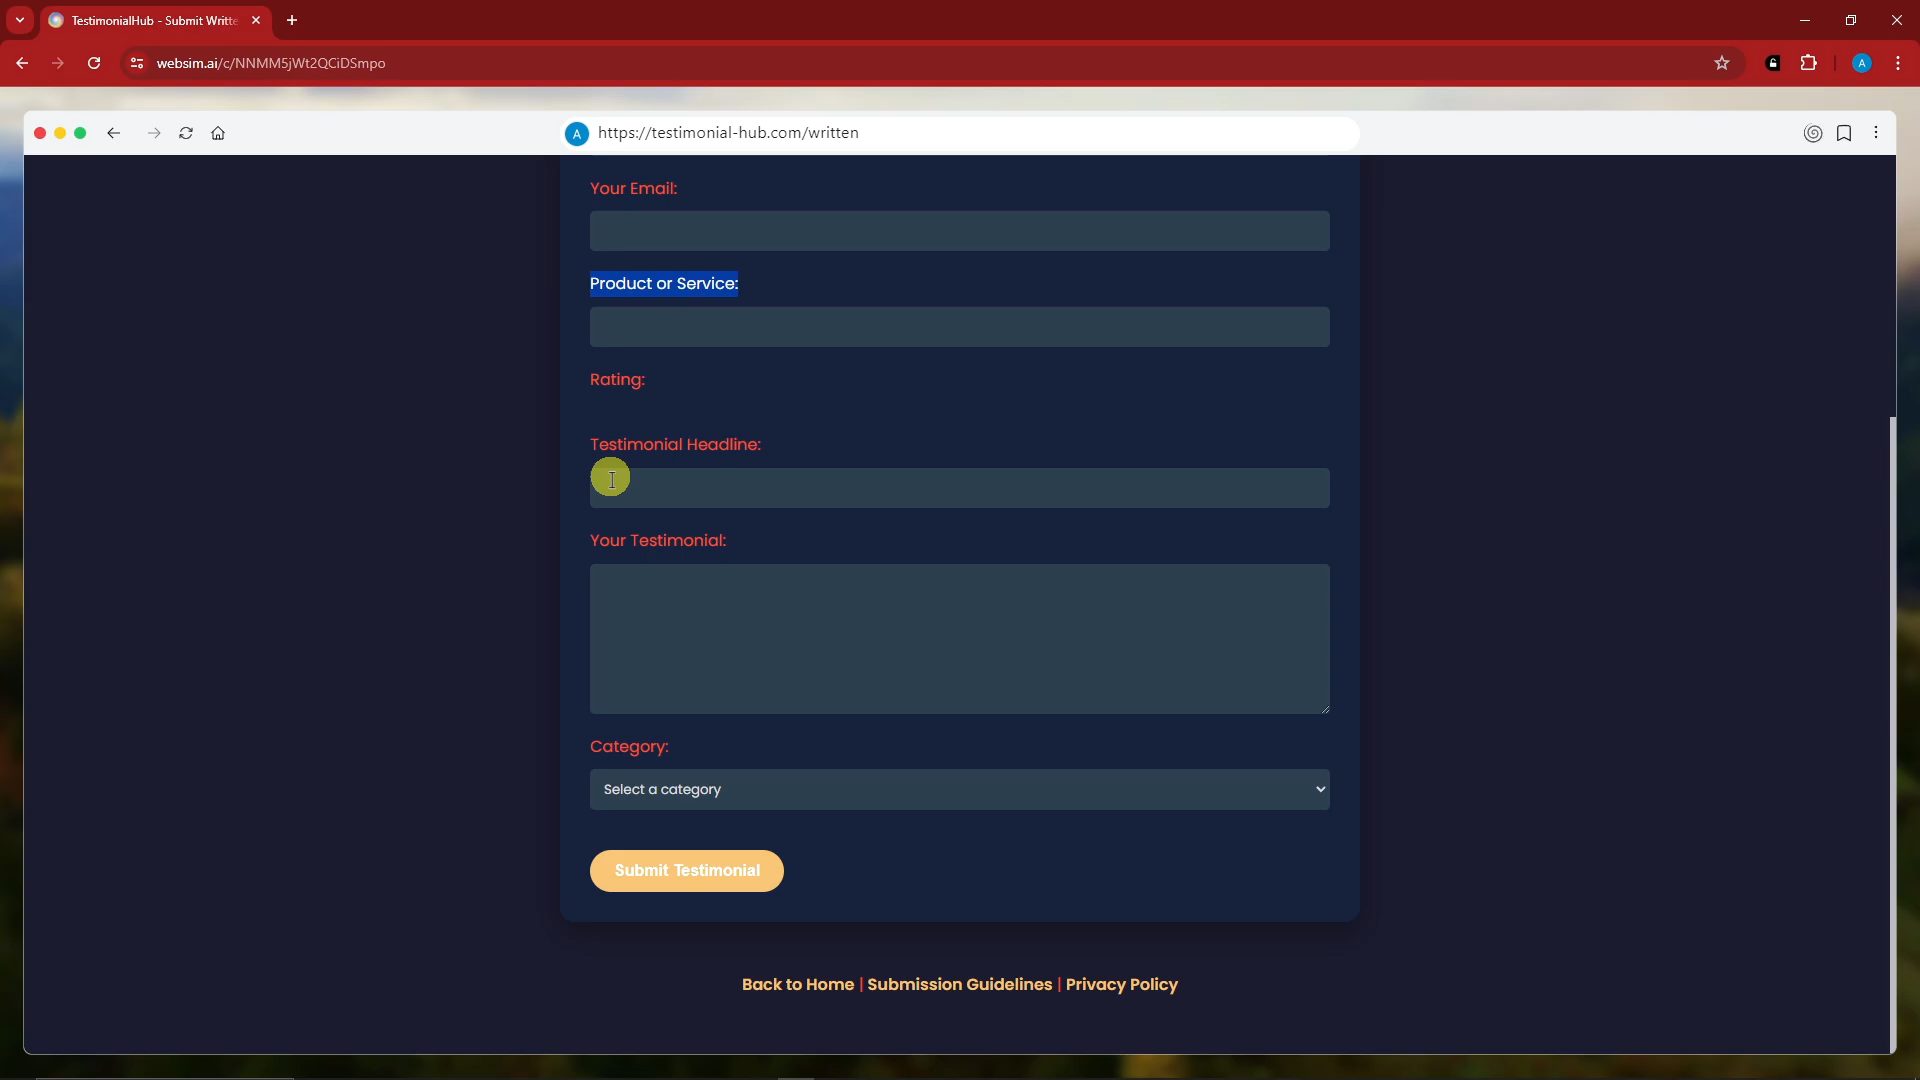 TestimonialHub - Submit Writte
websim.ai/c/NNMM5jWt2QCiDSmpo
A
A https://testimonial-hub.com/written
Your Email:
Product or Service:
Rating:
Testimonial Headline:
Your Testimonial:
Category:
Select a category
Submit Testimonial
Back to Home | Submission Guidelines | Privacy Policy